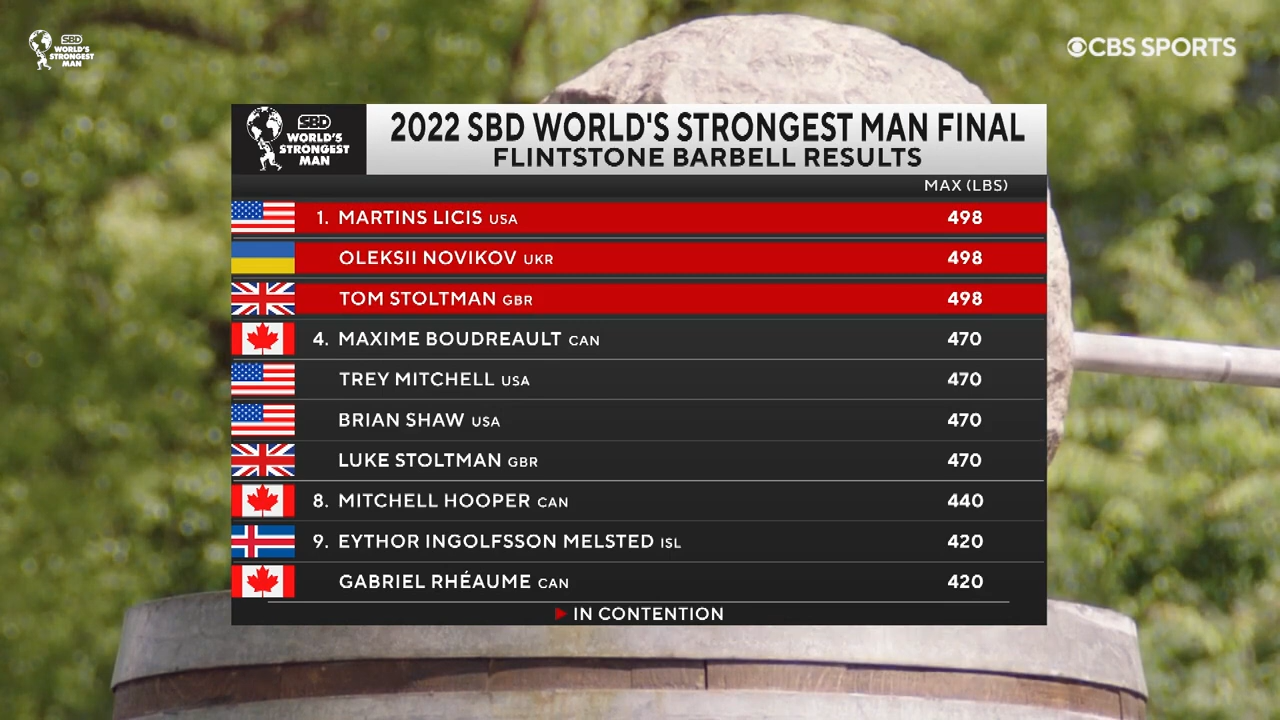 SBD
WORLD'S
STRONGEST
MAN
CBS SPORTS
SBD
WORLD'S
STRONGEST
MAN
2022 SBD WORLD'S STRONGEST MAN FINAL
FLINTSTONE BARBELL RESULTS
MAX (LBS)
1. MARTINS LICIS USA 498
OLEKSII NOVIKOV UKR 498
TOM STOLTMAN GBR 498
4. MAXIME BOUDREAULT CAN 470
TREY MITCHELL USA 470
BRIAN SHAW USA 470
LUKE STOLTMAN GBR 470
8. MITCHELL HOOPER CAN 440
9. EYTHOR INGOLFSSON MELSTED ISL 420
GABRIEL RHÉAUME CAN 420
IN CONTENTION